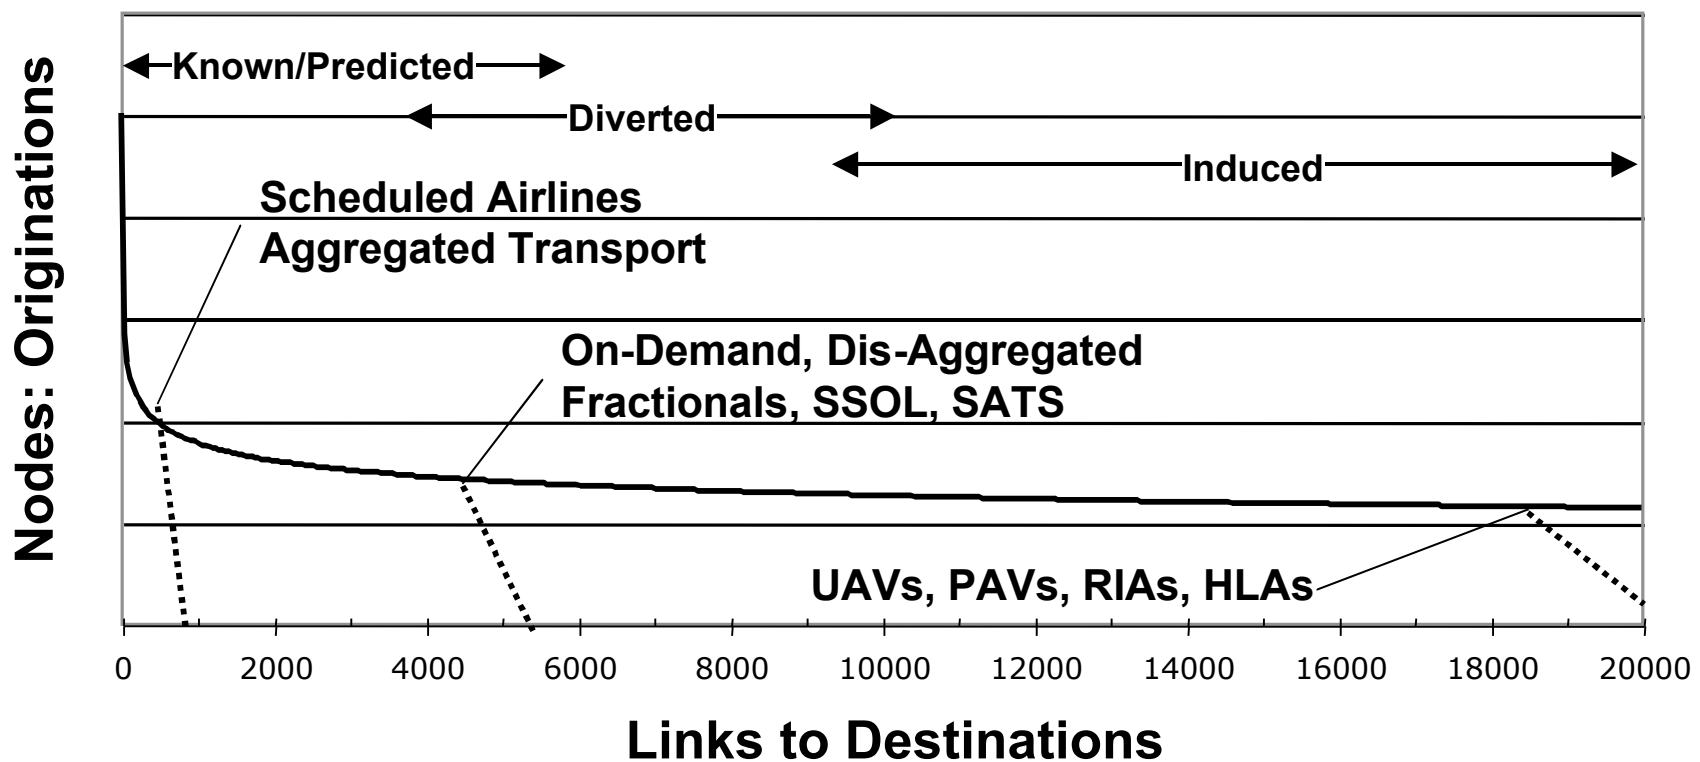 Nodes: Originations
Known/Predicted
Diverted
Induced
Scheduled Airlines
Aggregated Transport
On-Demand, Dis-Aggregated
Fractionals, SSOL, SATS
UAVs, PAVs, RIAs, HLAs
0 2000 4000 6000 8000 10000 12000 14000 16000 18000 20000
Links to Destinations